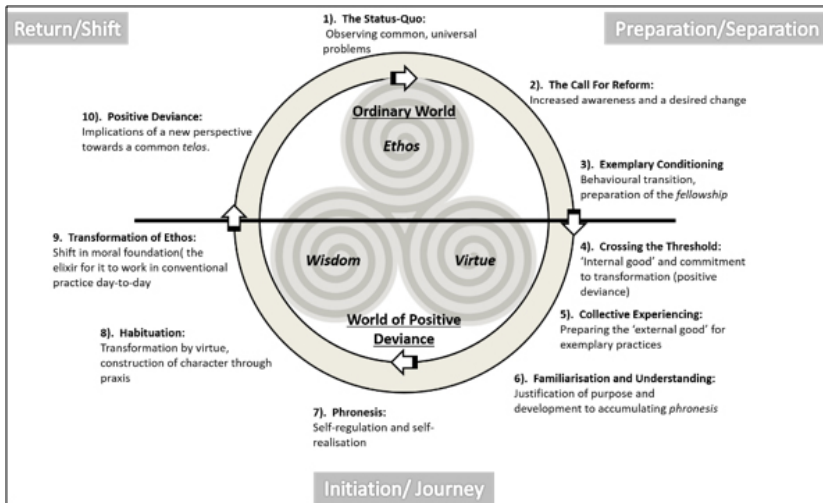 Return/Shift
Preparation/Separation
1). The Status-Quo:
Observing common, universal
problems
2). The Call For Reform:
Increased awareness and a desired change
3). Exemplary Conditioning
Behavioural transition,
preparation of the fellowship
4). Crossing the Threshold:
'Internal good' and commitment
to transformation (positive
deviance)
5). Collective Experiencing:
Preparing the 'external good' for
exemplary practices
6). Familiarisation and Understanding:
Justification of purpose and
development to accumulating phronesis
7). Phronesis:
Self-regulation and self-
realisation
8). Habituation:
Transformation by virtue,
construction of character through
praxis
9. Transformation of Ethos:
Shift in moral foundation( the
elixir for it to work in conventional
practice day-to-day
10). Positive Deviance:
Implications of a new perspective
towards a common telos.
Ordinary World
Ethos
Wisdom
Virtue
World of Positive
Deviance
Initiation/ Journey